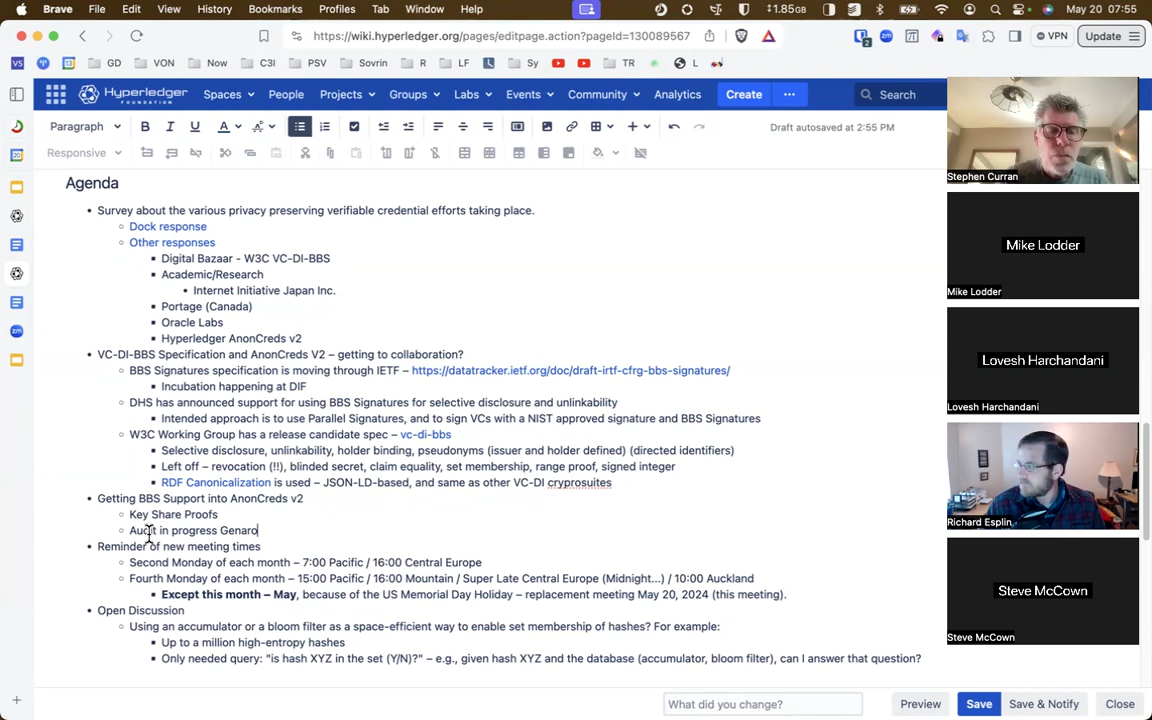 Brave File Edit View History Bookmarks Profiles Tab Window Help 1.85GB May 20 07:55
https://wiki.hyperledger.org/pages/editpage.action?pageId=130089567 2 VPN Update
GD VON Now C3I PSV Sovrin R LF Sy TR L
HYPERLEDGER FOUNDATION Spaces People Projects Groups Labs Events Community Analytics Create Search
Paragraph B I U A Draft autosaved at 2:55 PM
Responsive
Agenda
• Survey about the various privacy preserving verifiable credential efforts taking place.
Dock response
Other responses
Digital Bazaar - W3C VC-DI-BBS
Academic/Research
• Internet Initiative Japan Inc.
Portage (Canada)
Oracle Labs
Hyperledger AnonCreds v2
• VC-DI-BBS Specification and AnonCreds V2 – getting to collaboration?
BBS Signatures specification is moving through IETF – https://datatracker.ietf.org/doc/draft-irtf-cfrg-bbs-signatures/
Incubation happening at DIF
DHS has announced support for using BBS Signatures for selective disclosure and unlinkability
Intended approach is to use Parallel Signatures, and to sign VCs with a NIST approved signature and BBS Signatures
W3C Working Group has a release candidate spec – vc-di-bbs
Selective disclosure, unlinkability, holder binding, pseudonyms (issuer and holder defined) (directed identifiers)
Left off – revocation (!!), blinded secret, claim equality, set membership, range proof, signed integer
RDF Canonicalization is used – JSON-LD-based, and same as other VC-DI cryprosuites
• Getting BBS Support into AnonCreds v2
Key Share Proofs
Audit in progress Genaro
• Reminder of new meeting times
Second Monday of each month – 7:00 Pacific / 16:00 Central Europe
Fourth Monday of each month – 15:00 Pacific / 16:00 Mountain / Super Late Central Europe (Midnight...) / 10:00 Auckland
Except this month – May, because of the US Memorial Day Holiday – replacement meeting May 20, 2024 (this meeting).
• Open Discussion
Using an accumulator or a bloom filter as a space-efficient way to enable set membership of hashes? For example:
Up to a million high-entropy hashes
Only needed query: "is hash XYZ in the set (Y/N)?" – e.g., given hash XYZ and the database (accumulator, bloom filter), can I answer that question?
What did you change? Preview Save Save & Notify Close
Stephen Curran
Mike Lodder
Mike Lodder
Lovesh Harchandani
Lovesh Harchandani
Richard Esplin
Steve McCown
Steve McCown